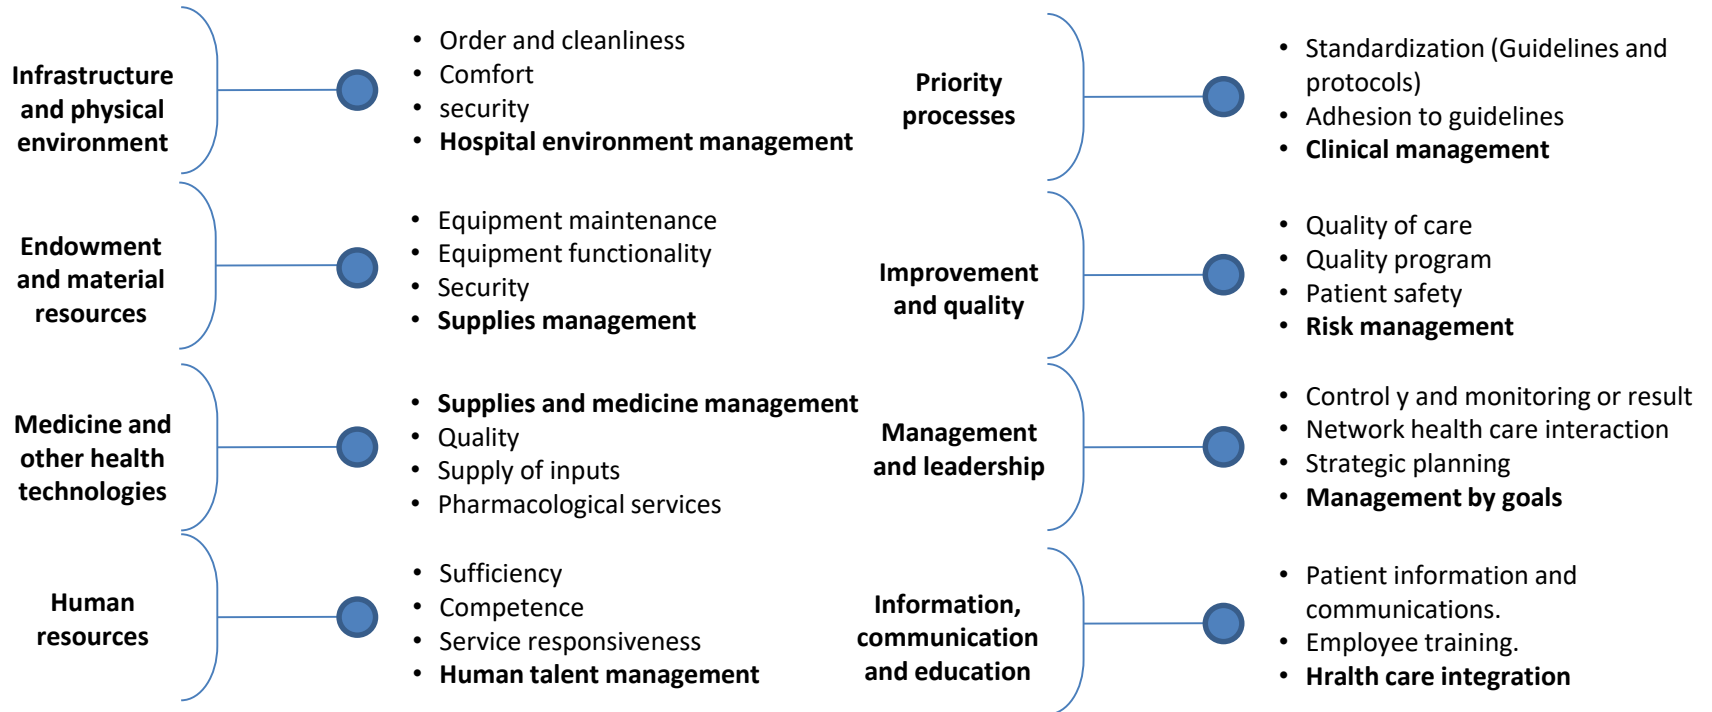 Infrastructure
and physical
environment
• Order and cleanliness
• Comfort
• security
• Hospital environment management
Endowment
and material
resources
• Equipment maintenance
• Equipment functionality
• Security
• Supplies management
Medicine and
other health
technologies
• Supplies and medicine management
• Quality
• Supply of inputs
• Pharmacological services
Human
resources
• Sufficiency
• Competence
• Service responsiveness
• Human talent management
Priority
processes
• Standardization (Guidelines and
protocols)
• Adhesion to guidelines
• Clinical management
Improvement
and quality
• Quality of care
• Quality program
• Patient safety
• Risk management
Management
and leadership
• Control y and monitoring or result
• Network health care interaction
• Strategic planning
• Management by goals
Information,
communication
and education
• Patient information and
communications.
• Employee training.
• Hralth care integration